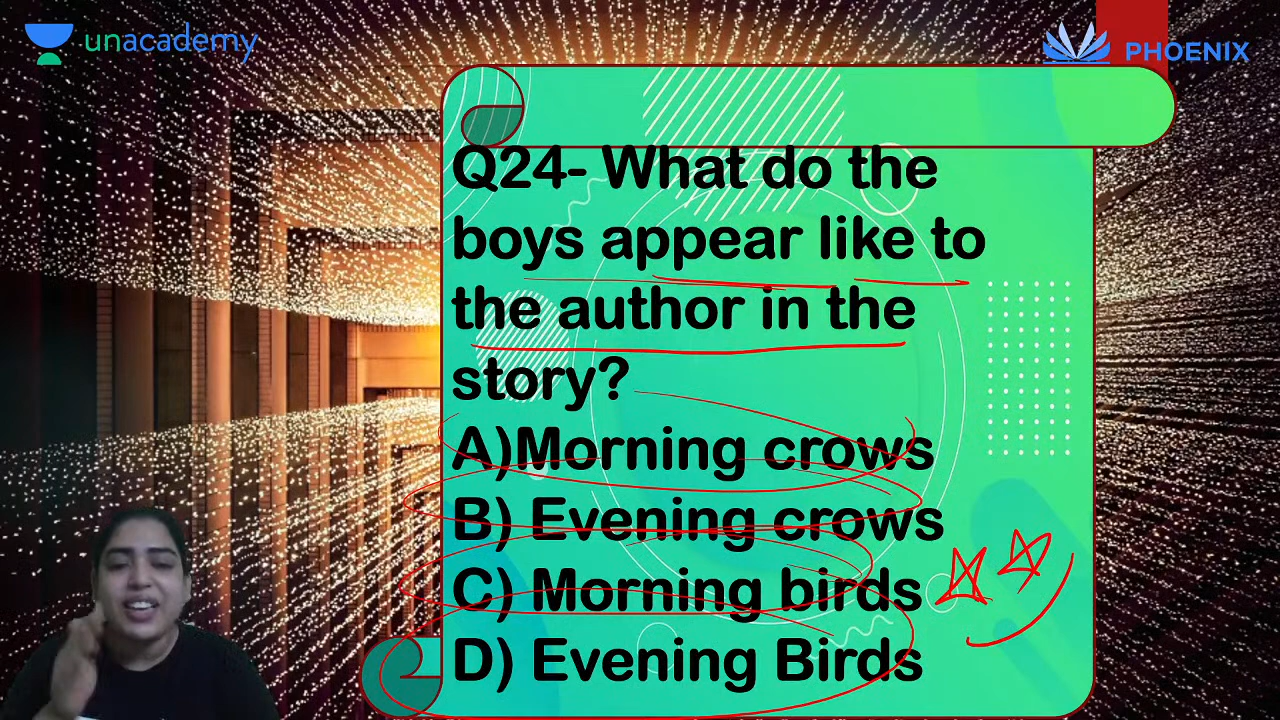 unacademy
PHOENIX
Q24- What do the
boys appear like to
the author in the
story?
A)Morning crows
B) Evening crows
C) Morning birds
D) Evening Birds